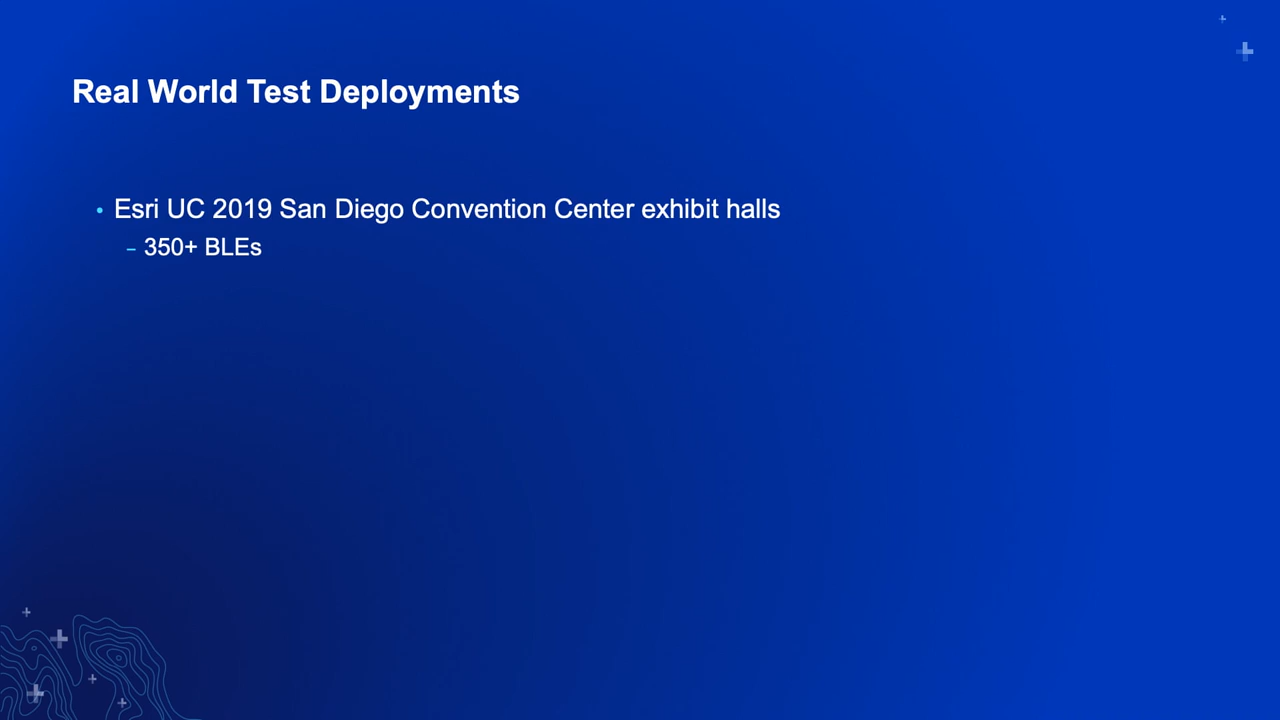 Real World Test Deployments
• Esri UC 2019 San Diego Convention Center exhibit halls
– 350+ BLEs